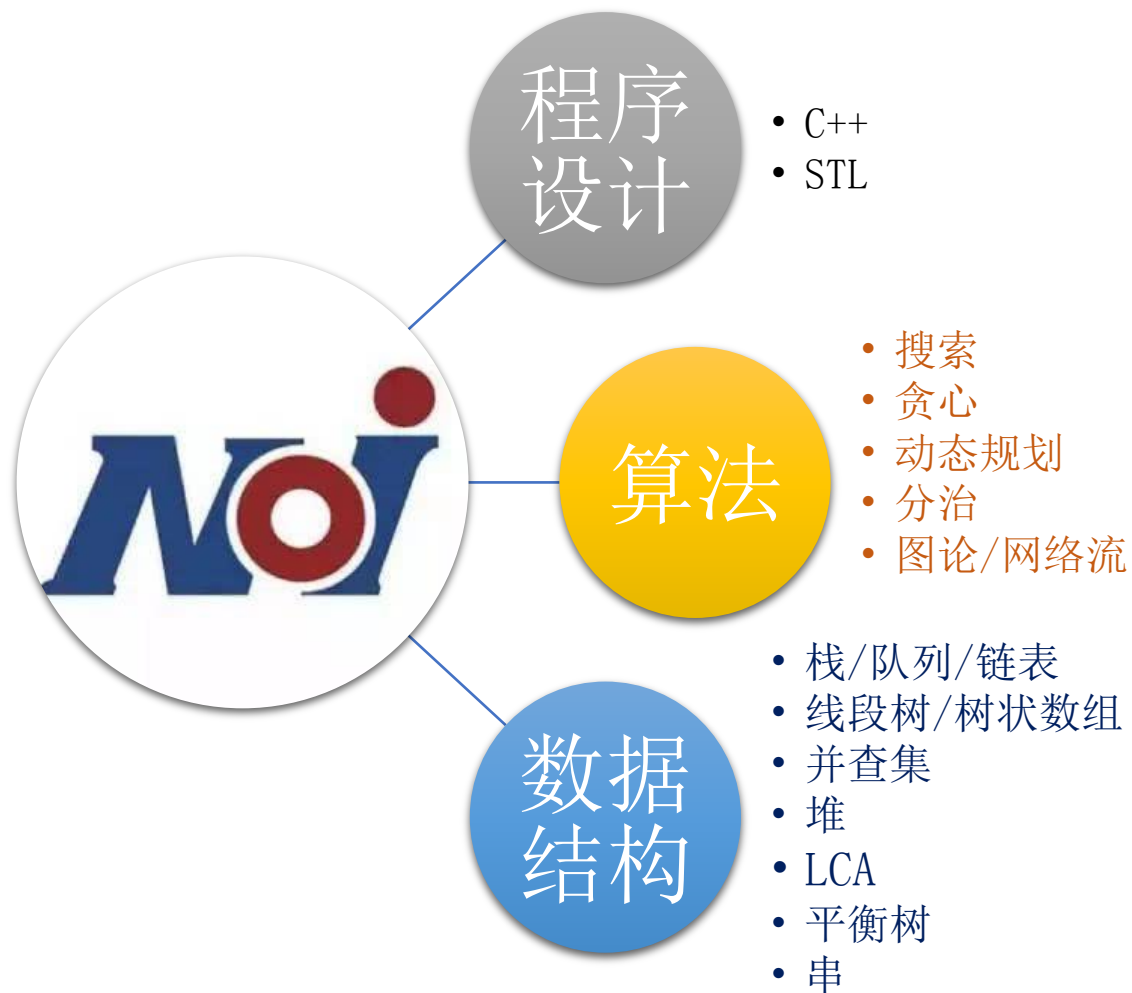 程序
设计
• C++
• STL
NOI
算法
• 搜索
• 贪心
• 动态规划
• 分治
• 图论/网络流
数据
结构
• 栈/队列/链表
• 线段树/树状数组
• 并查集
• 堆
• LCA
• 平衡树
• 串